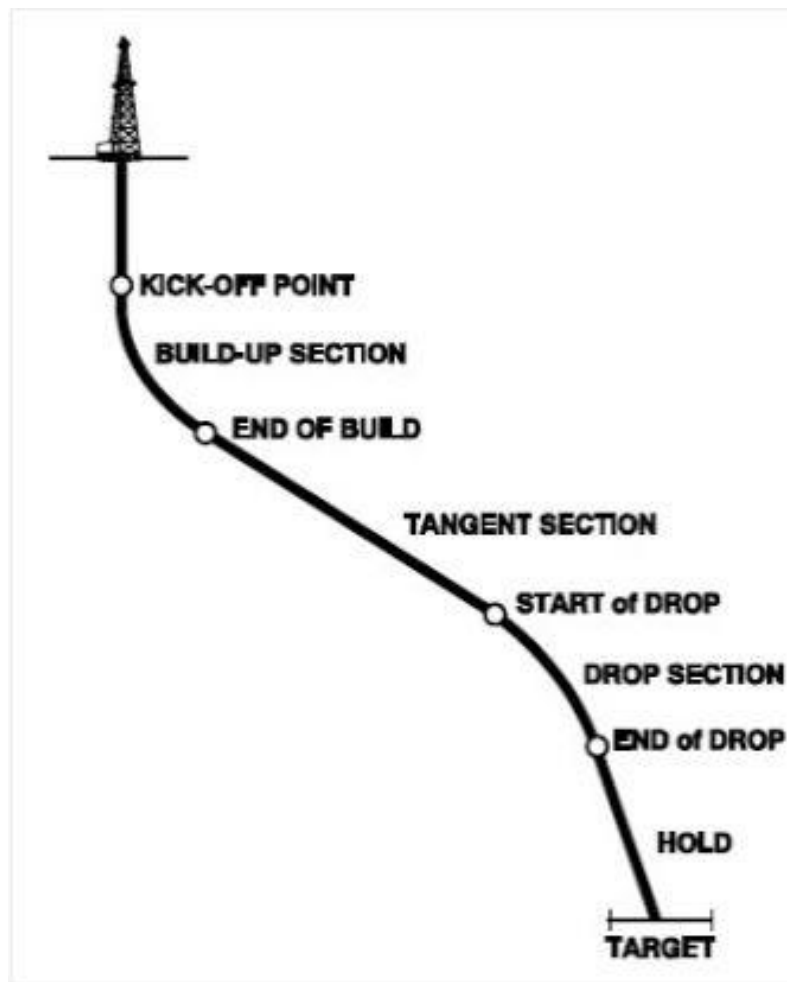 KICK-OFF POINT
BUILD-UP SECTION
END OF BUILD
TANGENT SECTION
START of DROP
DROP SECTION
END of DROP
HOLD
TARGET